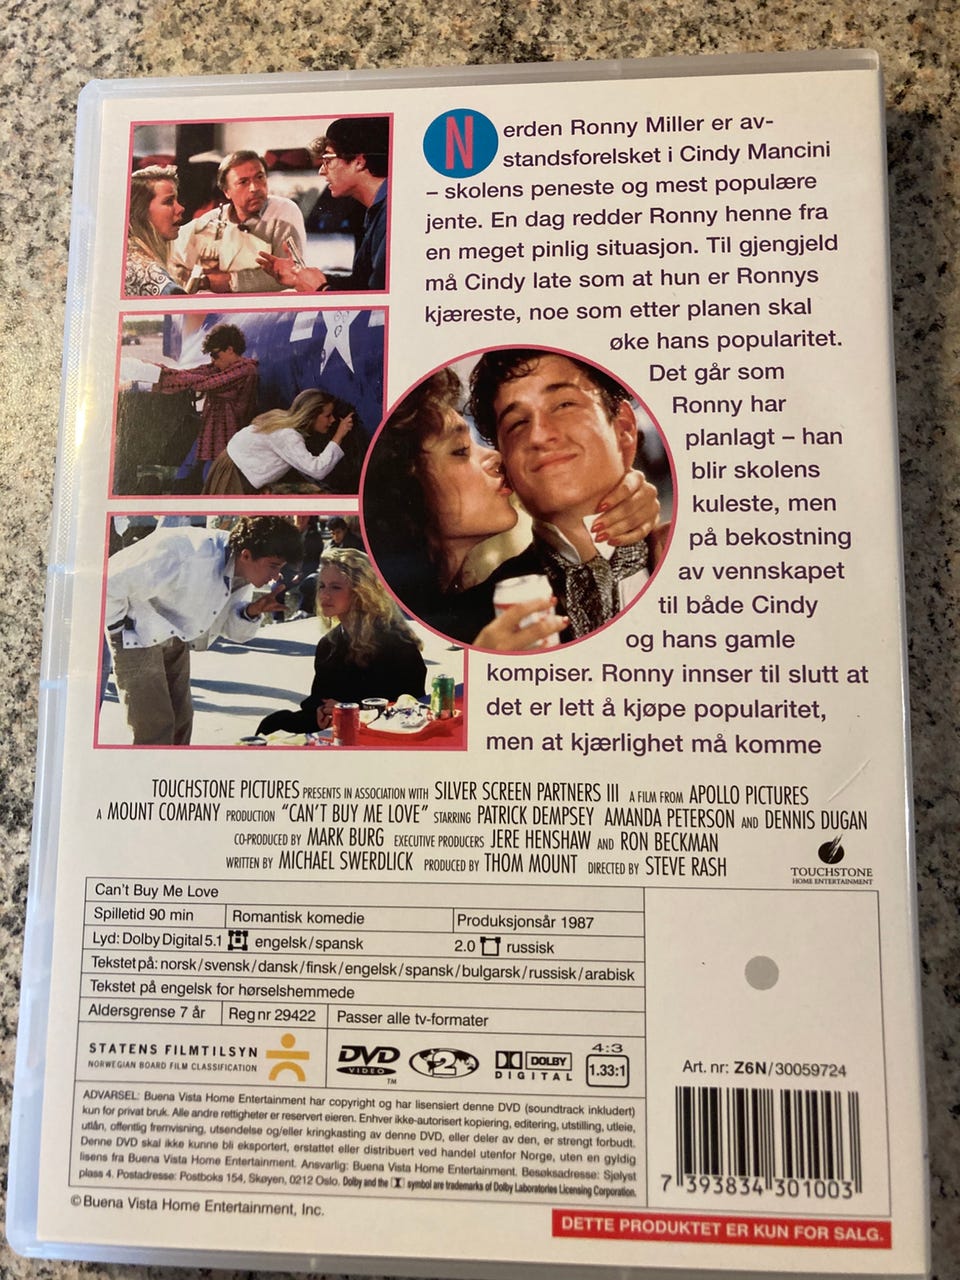 Nerden Ronny Miller er av-
standsforelsket i Cindy Mancini
– skolens peneste og mest populære
jente. En dag redder Ronny henne fra
en meget pinlig situasjon. Til gjengjeld
må Cindy late som at hun er Ronnys
kjæreste, noe som etter planen skal
øke hans popularitet.
Det går som
Ronny har
planlagt – han
blir skolens
kuleste, men
på bekostning
av vennskapet
til både Cindy
og hans gamle
kompiser. Ronny innser til slutt at
det er lett å kjøpe popularitet,
men at kjærlighet må komme
TOUCHSTONE PICTURES PRESENTS IN ASSOCIATION WITH SILVER SCREEN PARTNERS III A FILM FROM APOLLO PICTURES
A MOUNT COMPANY PRODUCTION "CAN'T BUY ME LOVE" STARRING PATRICK DEMPSEY AMANDA PETERSON AND DENNIS DUGAN
CO-PRODUCED BY MARK BURG EXECUTIVE PRODUCERS JERE HENSHAW AND RON BECKMAN
WRITTEN BY MICHAEL SWERDLICK PRODUCED BY THOM MOUNT DIRECTED BY STEVE RASH
TOUCHSTONE
HOME ENTERTAINMENT
Can't Buy Me Love
Spilletid 90 min Romantisk komedie Produksjonsår 1987
Lyd: Dolby Digital 5.1 engelsk/spansk 2.0 russisk
Tekstet på: norsk/svensk/dansk/finsk/engelsk/spansk/bulgarsk/russisk/arabisk
Tekstet på engelsk for hørselshemmede
Aldersgrense 7 år Reg nr 29422 Passer alle tv-formater
STATENS FILMTILSYN
NORWEGIAN BOARD FILM CLASSIFICATION
DVD
VIDEO
TM
2
DOLBY
DIGITAL
4:3
1.33:1
Art. nr: Z6N/30059724
ADVARSEL: Buena Vista Home Entertainment har copyright og har lisensiert denne DVD (soundtrack inkludert)
kun for privat bruk. Alle andre rettigheter er reservert eieren. Enhver ikke-autorisert kopiering, editering, utstilling, utleie,
utlån, offentlig fremvisning, utsendelse og/eller kringkasting av denne DVD, eller deler av den, er strengt forbudt.
Denne DVD skal ikke kunne bli eksportert, erstattet eller distribuert ved handel utenfor Norge, uten en gyldig
lisens fra Buena Vista Home Entertainment. Ansvarlig: Buena Vista Home Entertainment. Besøksadresse: Sjølyst
plass 4. Postadresse: Postboks 154, Skøyen, 0212 Oslo. Dolby and the symbol are trademarks of Dolby Laboratories Licensing Corporation.
7 393834 301003
© Buena Vista Home Entertainment, Inc.
DETTE PRODUKTET ER KUN FOR SALG.